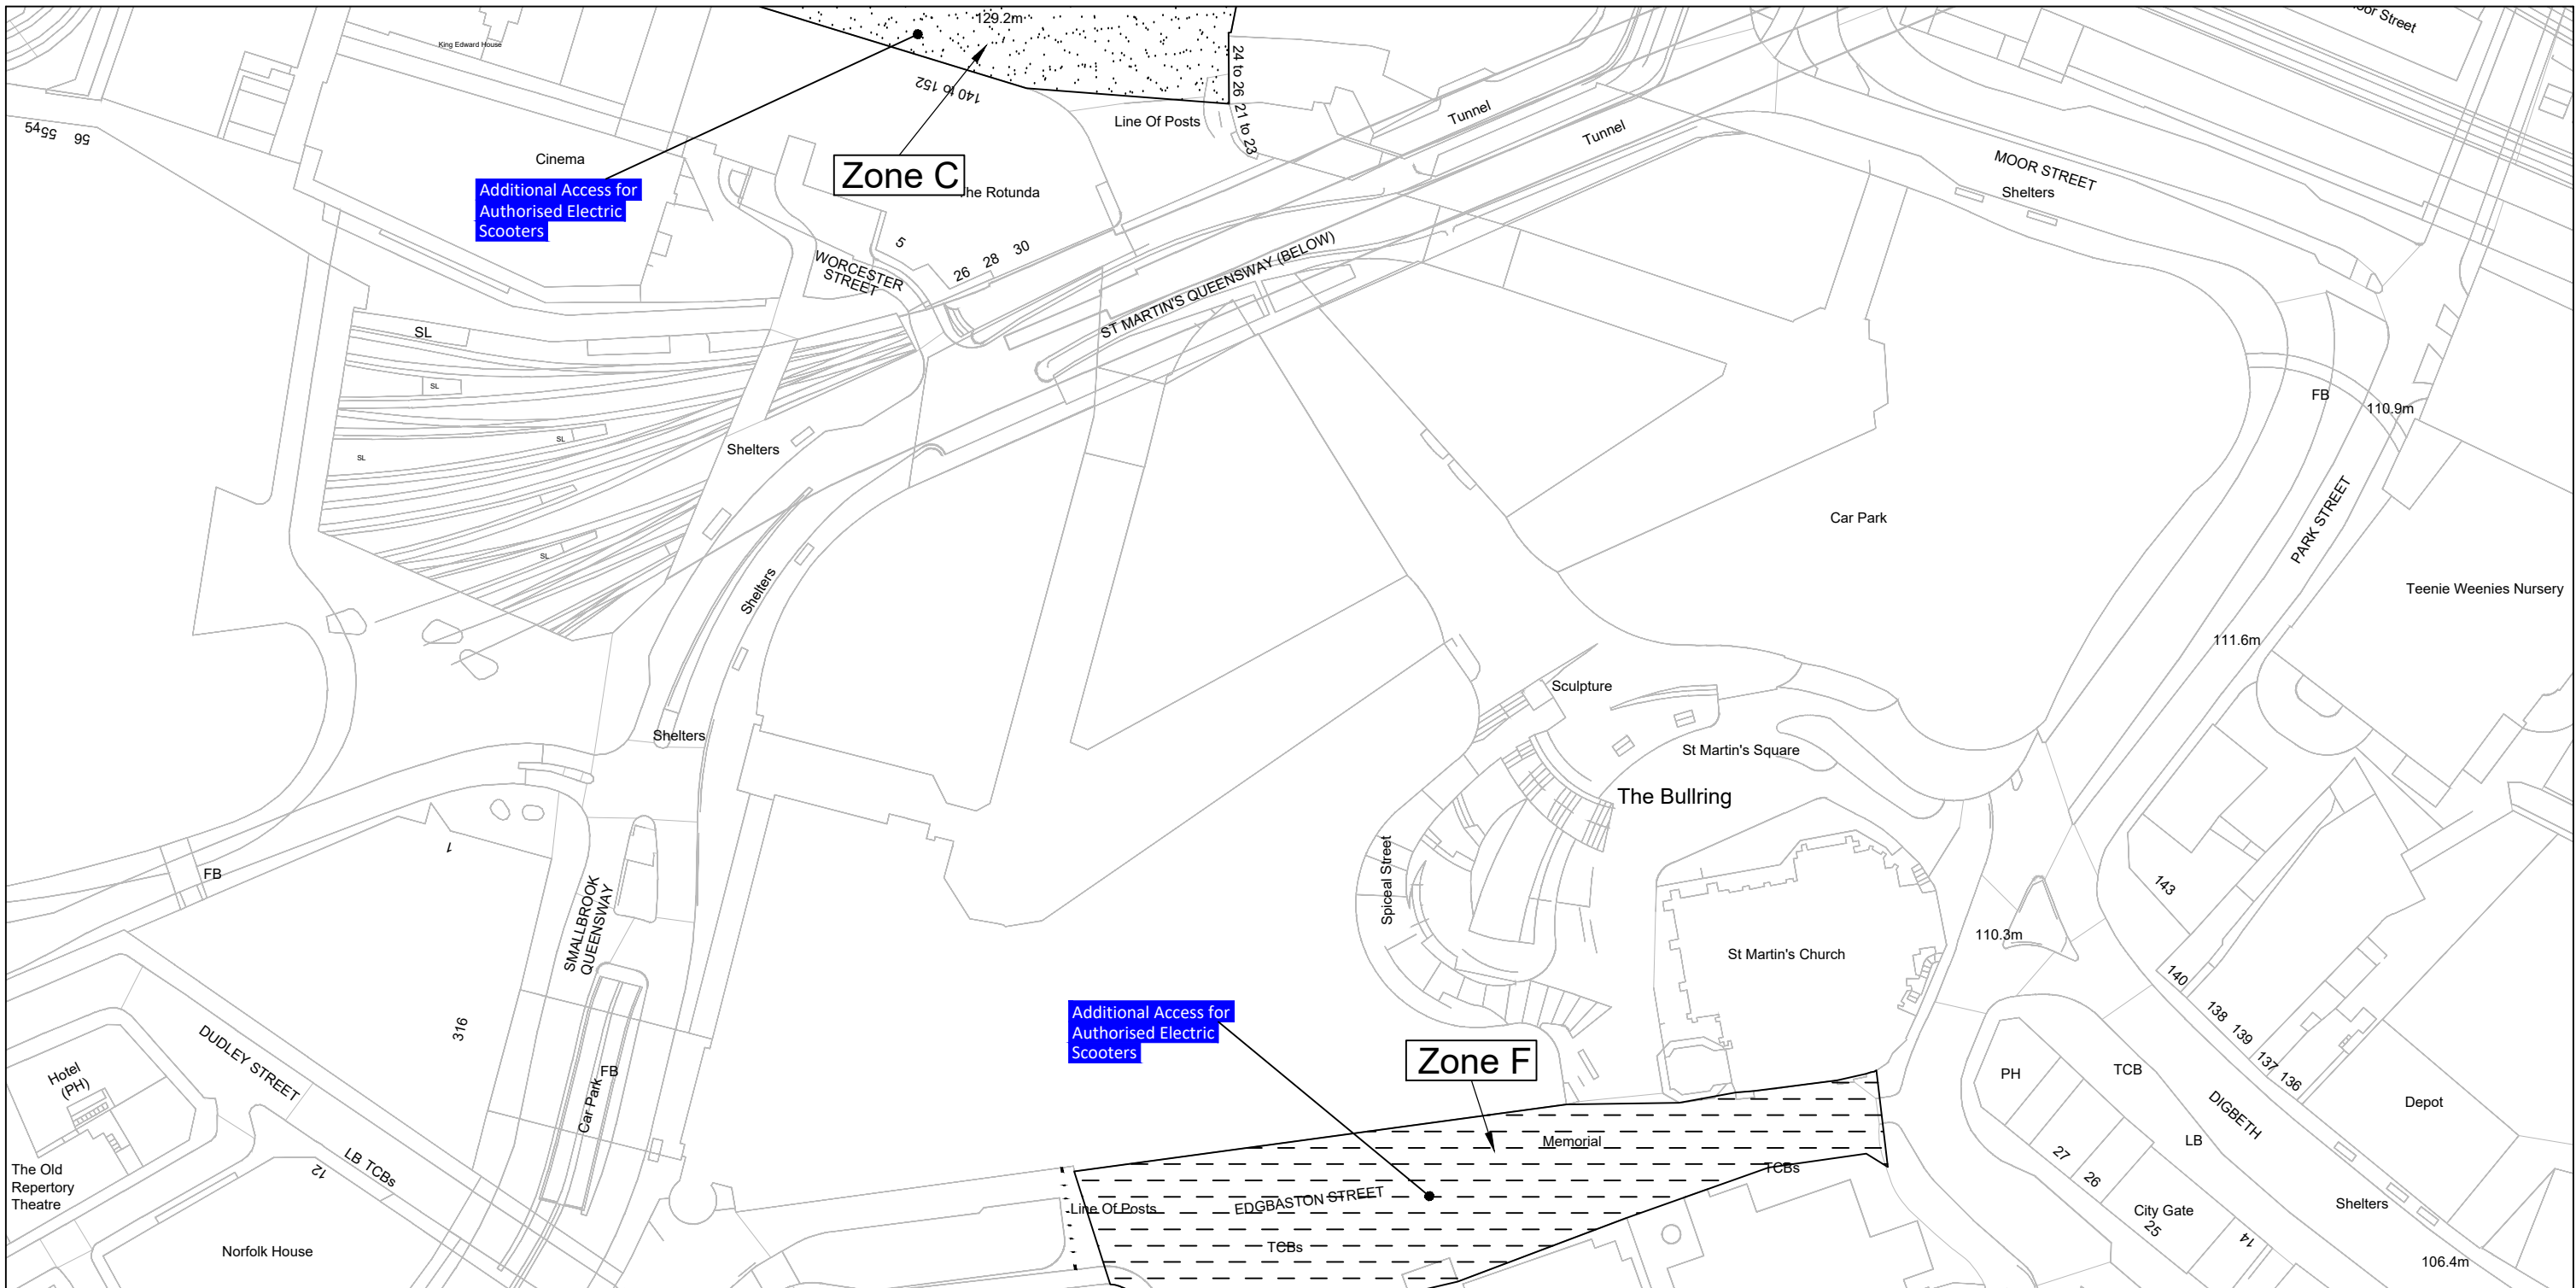 129.2m
oor Street
King Edward House
24 to 26
21 to 23
140 to 152
Tunnel
Line Of Posts
Tunnel
54
55
56
Cinema
Zone C
MOOR STREET
Additional Access for
Authorised Electric
Scooters
he Rotunda
Shelters
5
26
28
30
WORCESTER
STREET
ST MARTIN'S QUEENSWAY (BELOW)
SL
SL
SL
SL
SL
FB
110.9m
Shelters
Car Park
PARK STREET
Shelters
Teenie Weenies Nursery
111.6m
Sculpture
Shelters
St Martin's Square
The Bullring
1
FB
Spiceal Street
143
SMALLBROOK
QUEENSWAY
110.3m
St Martin's Church
140
316
138
139
137
136
DUDLEY STREET
Additional Access for
Authorised Electric
Scooters
Zone F
Hotel
(PH)
FB
Car Park
PH
TCB
DIGBETH
Depot
LB
Memorial
LB
TCBs
12
The Old
Repertory
Theatre
TCBs
27
26
EDGBASTON STREET
Line Of Posts
City Gate
25
14
Shelters
Norfolk House
TCBs
106.4m